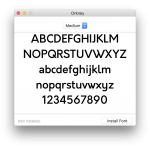 Orkney
Medium
ABCDEFGHIJKLM
NOPQRSTUVWXYZ
abcdefghijklm
nopqrstuvwxyz
1234567890
Install Font